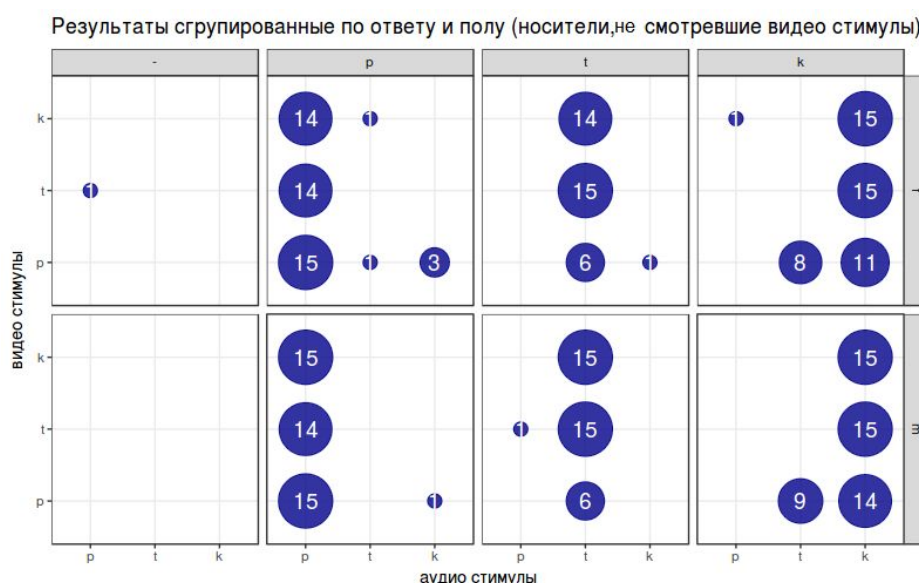 Результаты сгрупированные по ответу и полу (носители,не смотревшие видео стимулы)
- p t k
k 14 1 14 1 15
t 1 14 15 15
p 15 1 3 6 1 8 11
f
k 15 15 15
t 14 1 15 15
p 15 1 6 9 14
m
p t k p t k p t k p t k
видео стимулы
аудио стимулы